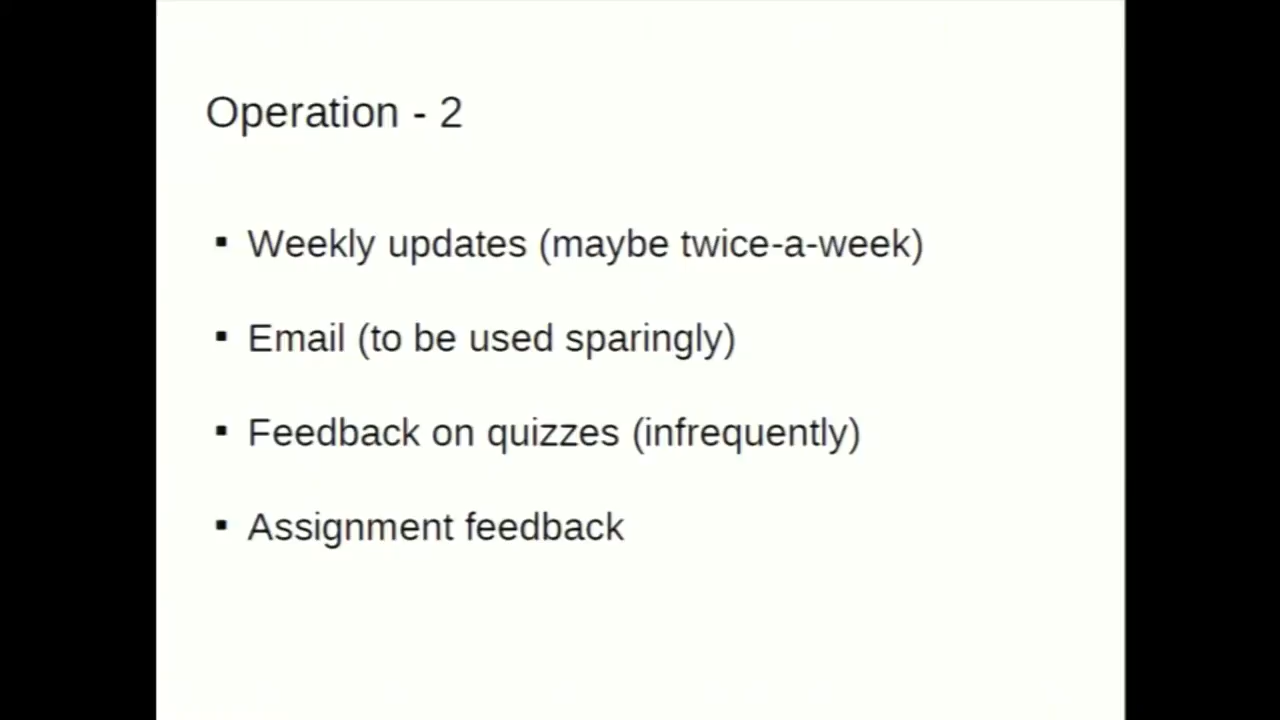 Operation - 2
▪ Weekly updates (maybe twice-a-week)
▪ Email (to be used sparingly)
▪ Feedback on quizzes (infrequently)
▪ Assignment feedback